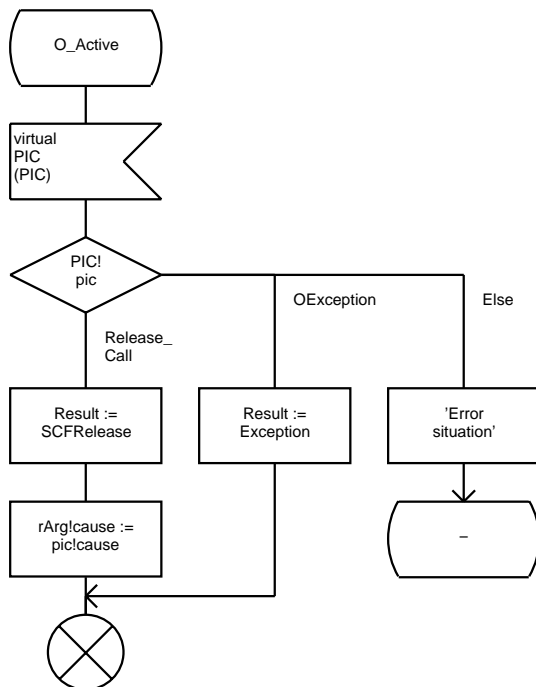 O_Active
virtual
PIC
(PIC)
PIC!
pic
OException
Else
Release_
Call
Result :=
SCFRelease
Result :=
Exception
'Error
situation'
rArg!cause :=
pic!cause
–